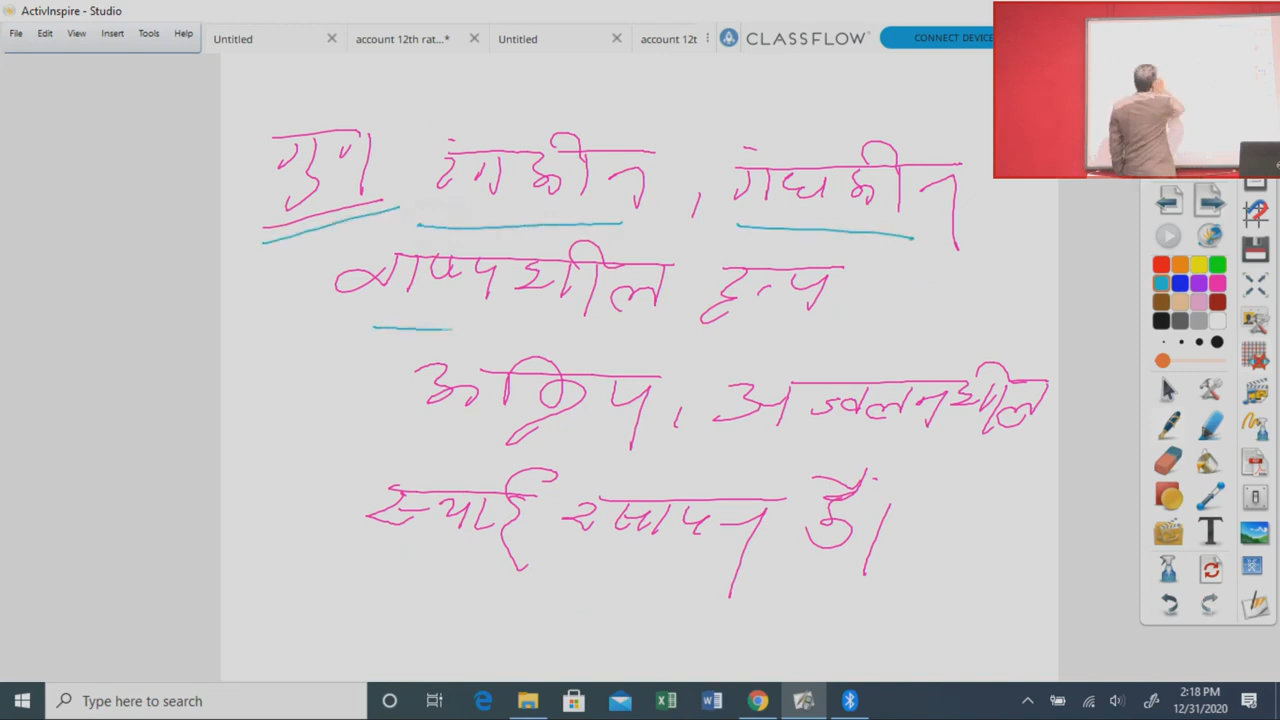 ActivInspire - Studio
File Edit View Insert Tools Help
Untitled
account 12th rat...*
Untitled
account 12t
CLASSFLOW
CONNECT DEVICE
गुण रंगहीन , गंधहीन
वाष्पशील द्रव्य
अक्रिय , अज्वलनशील
स्थाई रसायन है।
Type here to search
2:18 PM
12/31/2020